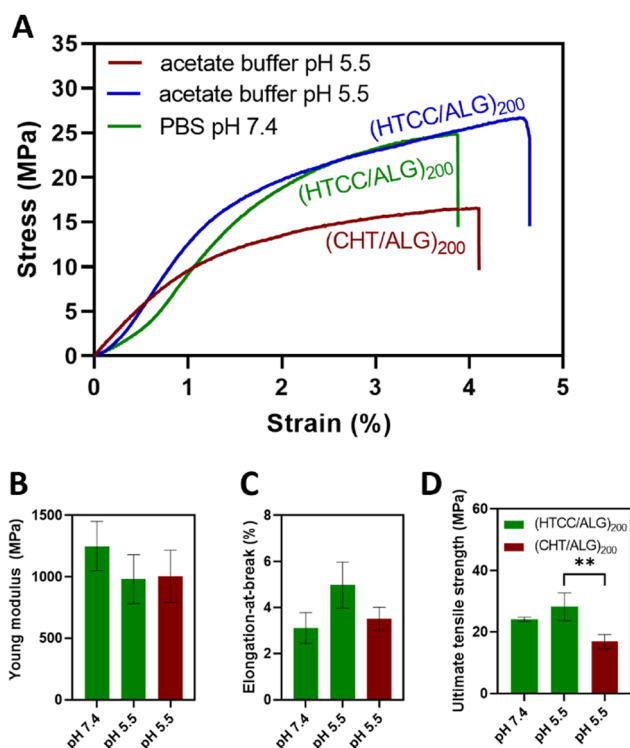 A
35
30
25
20
15
10
5
0
Stress (MPa)
acetate buffer pH 5.5
acetate buffer pH 5.5
PBS pH 7.4
(HTCC/ALG)200
(HTCC/ALG)200
(CHT/ALG)200
0 1 2 3 4 5
Strain (%)
B
1500
1000
500
0
Young modulus (MPa)
pH 7.4 pH 5.5 pH 5.5
C
8
6
4
2
0
Elongation-at-break (%)
pH 7.4 pH 5.5 pH 5.5
D
60
40
20
0
Ultimate tensile strength (MPa)
(HTCC/ALG)200
(CHT/ALG)200
**
pH 7.4 pH 5.5 pH 5.5